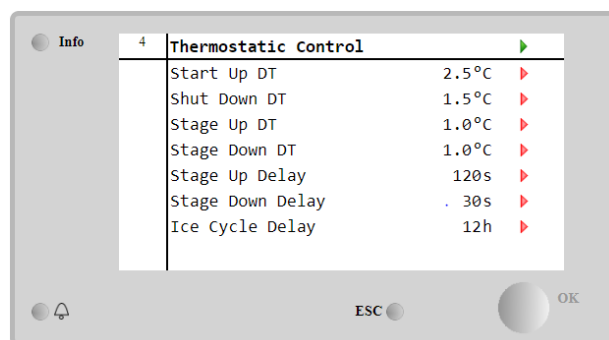 Info
4 Thermostatic Control
Start Up DT 2.5°C
Shut Down DT 1.5°C
Stage Up DT 1.0°C
Stage Down DT 1.0°C
Stage Up Delay 120s
Stage Down Delay . 30s
Ice Cycle Delay 12h
ESC
OK